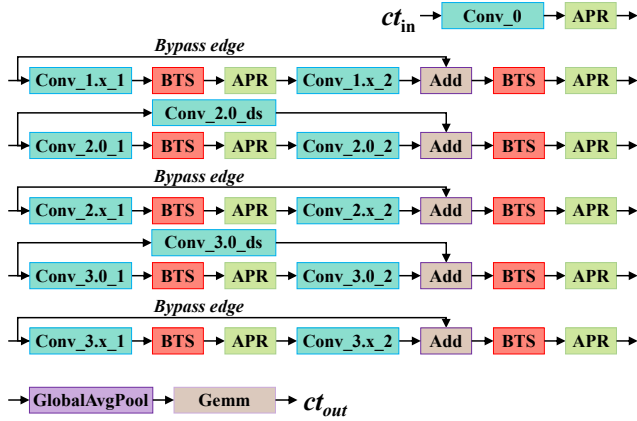 ct_in Conv_0 APR
Bypass edge
Conv_1.x_1 BTS APR Conv_1.x_2 Add BTS APR
Conv_2.0_ds
Conv_2.0_1 BTS APR Conv_2.0_2 Add BTS APR
Bypass edge
Conv_2.x_1 BTS APR Conv_2.x_2 Add BTS APR
Conv_3.0_ds
Conv_3.0_1 BTS APR Conv_3.0_2 Add BTS APR
Bypass edge
Conv_3.x_1 BTS APR Conv_3.x_2 Add BTS APR
GlobalAvgPool Gemm ct_out